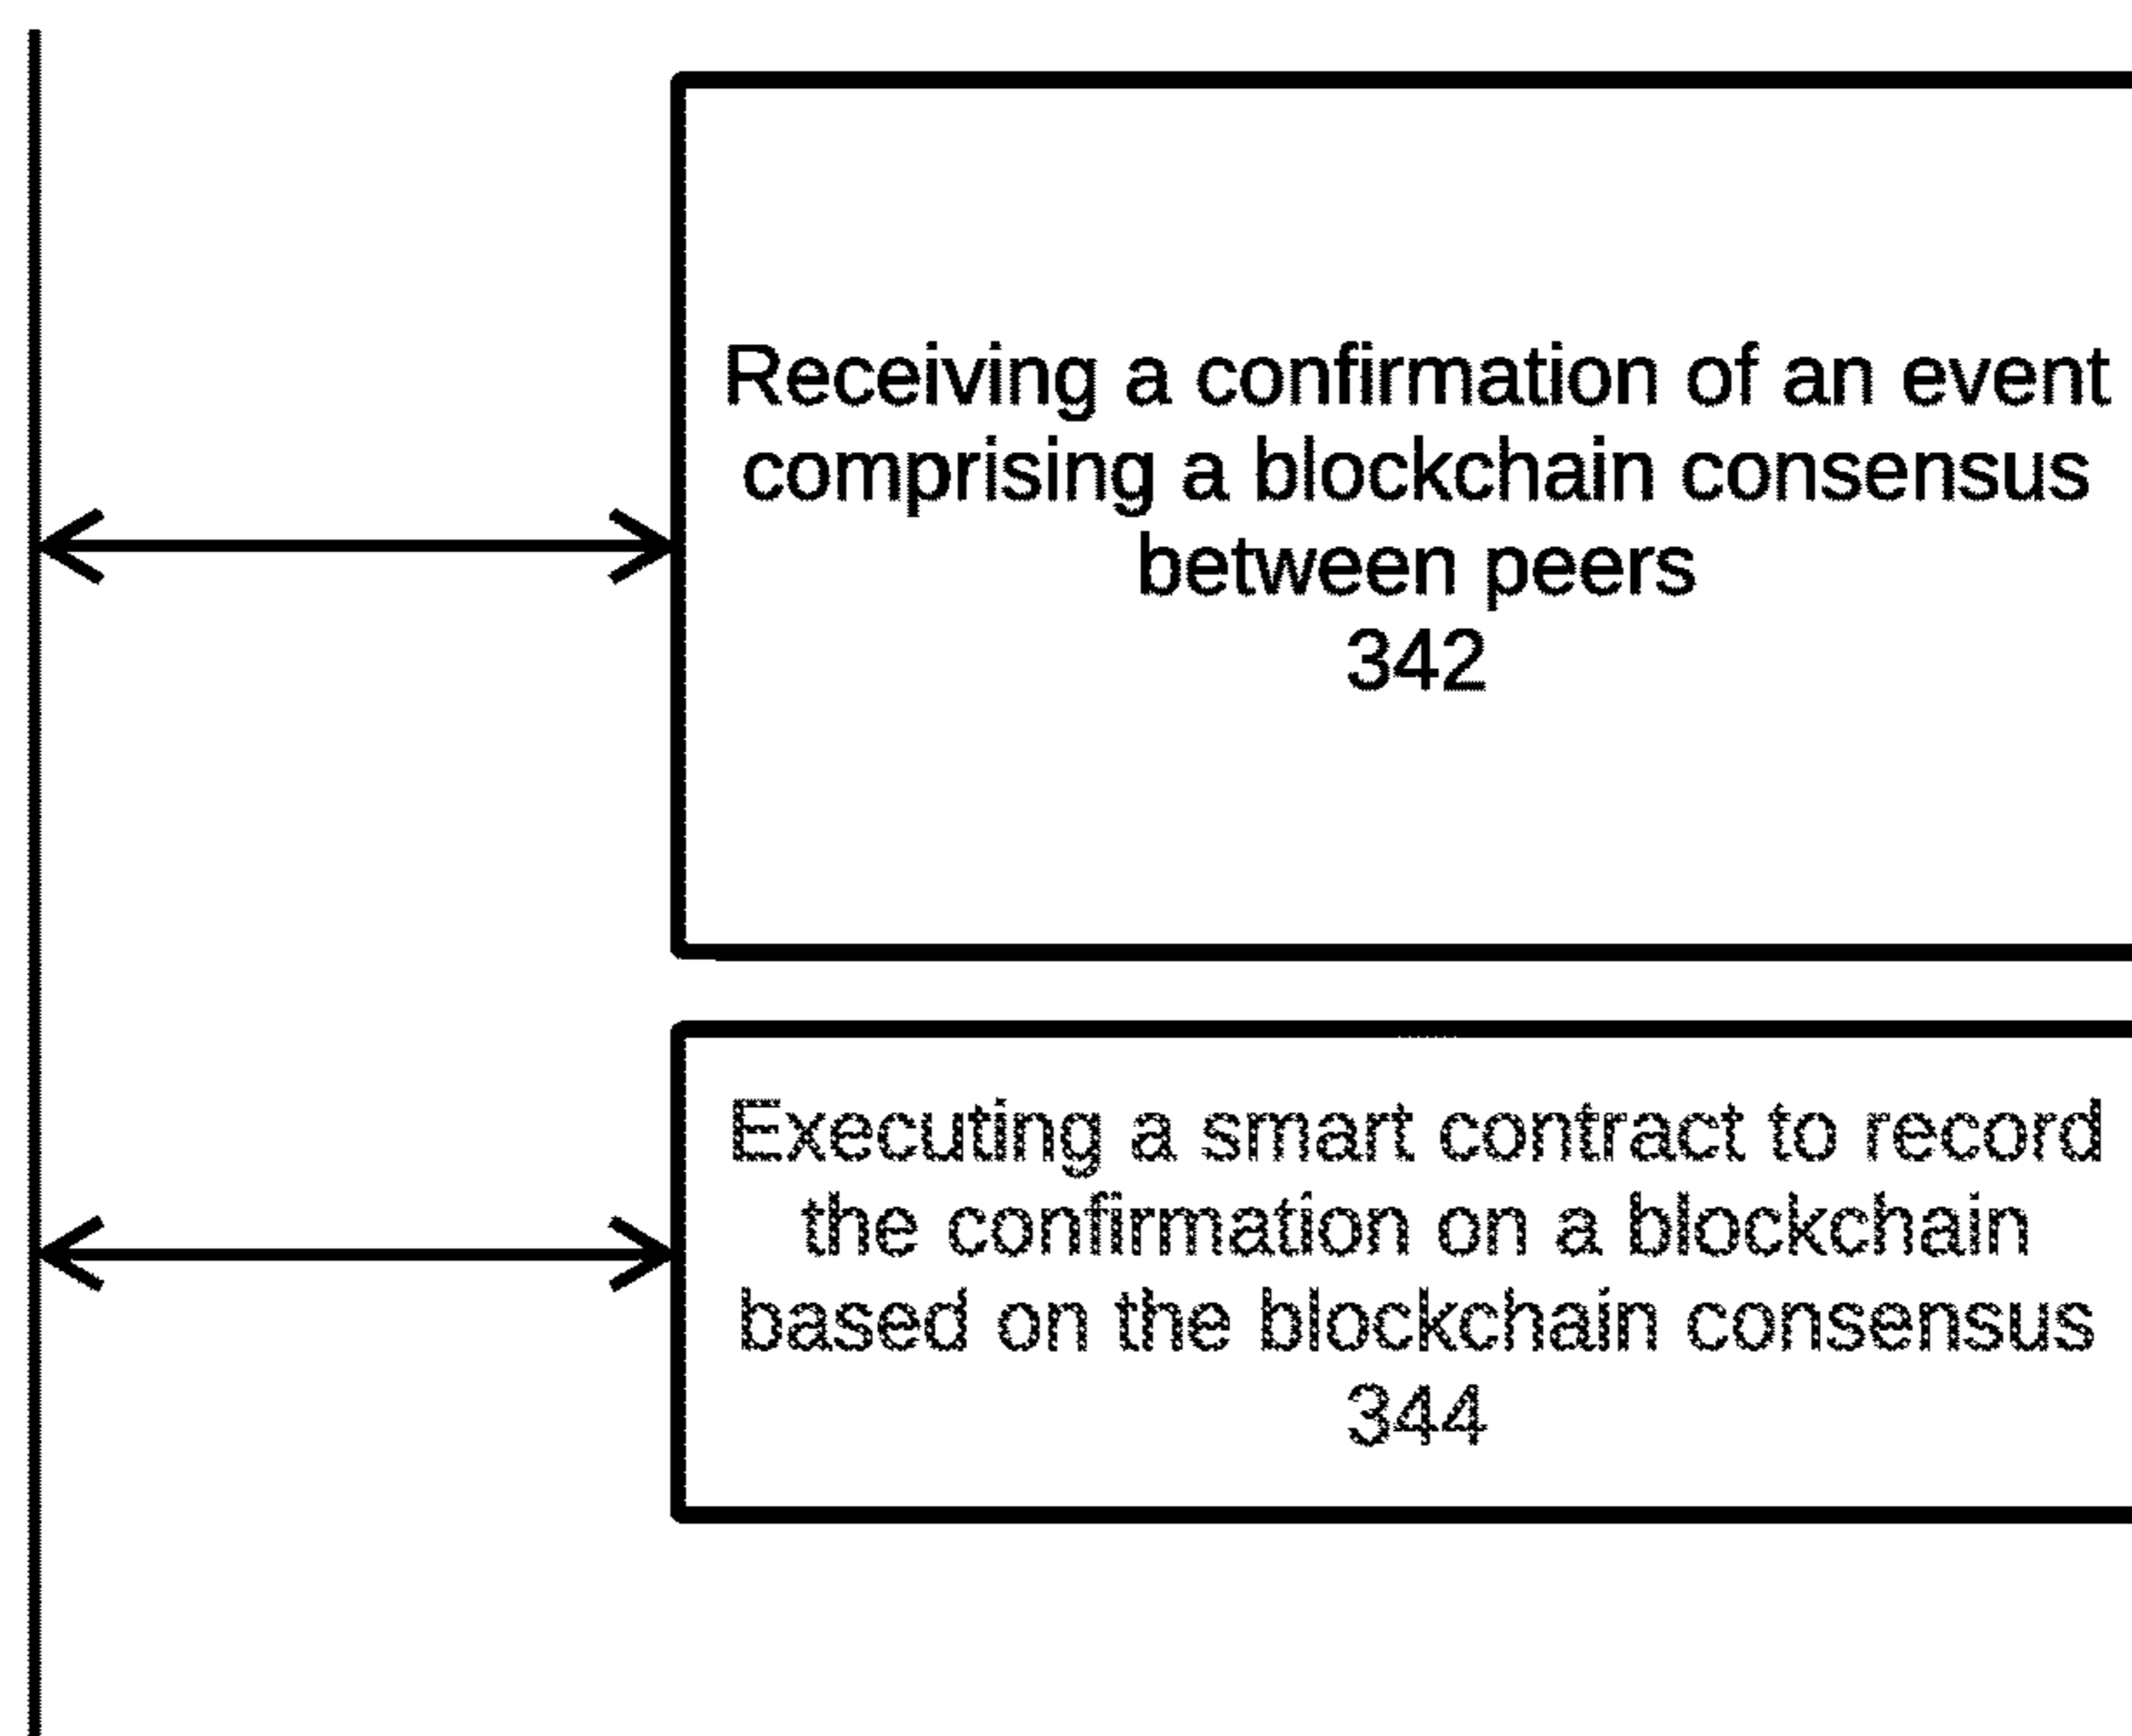 Receiving a confirmation of an event
comprising a blockchain consensus
between peers
342
Executing a smart contract to record
the confirmation on a blockchain
based on the blockchain consensus
344